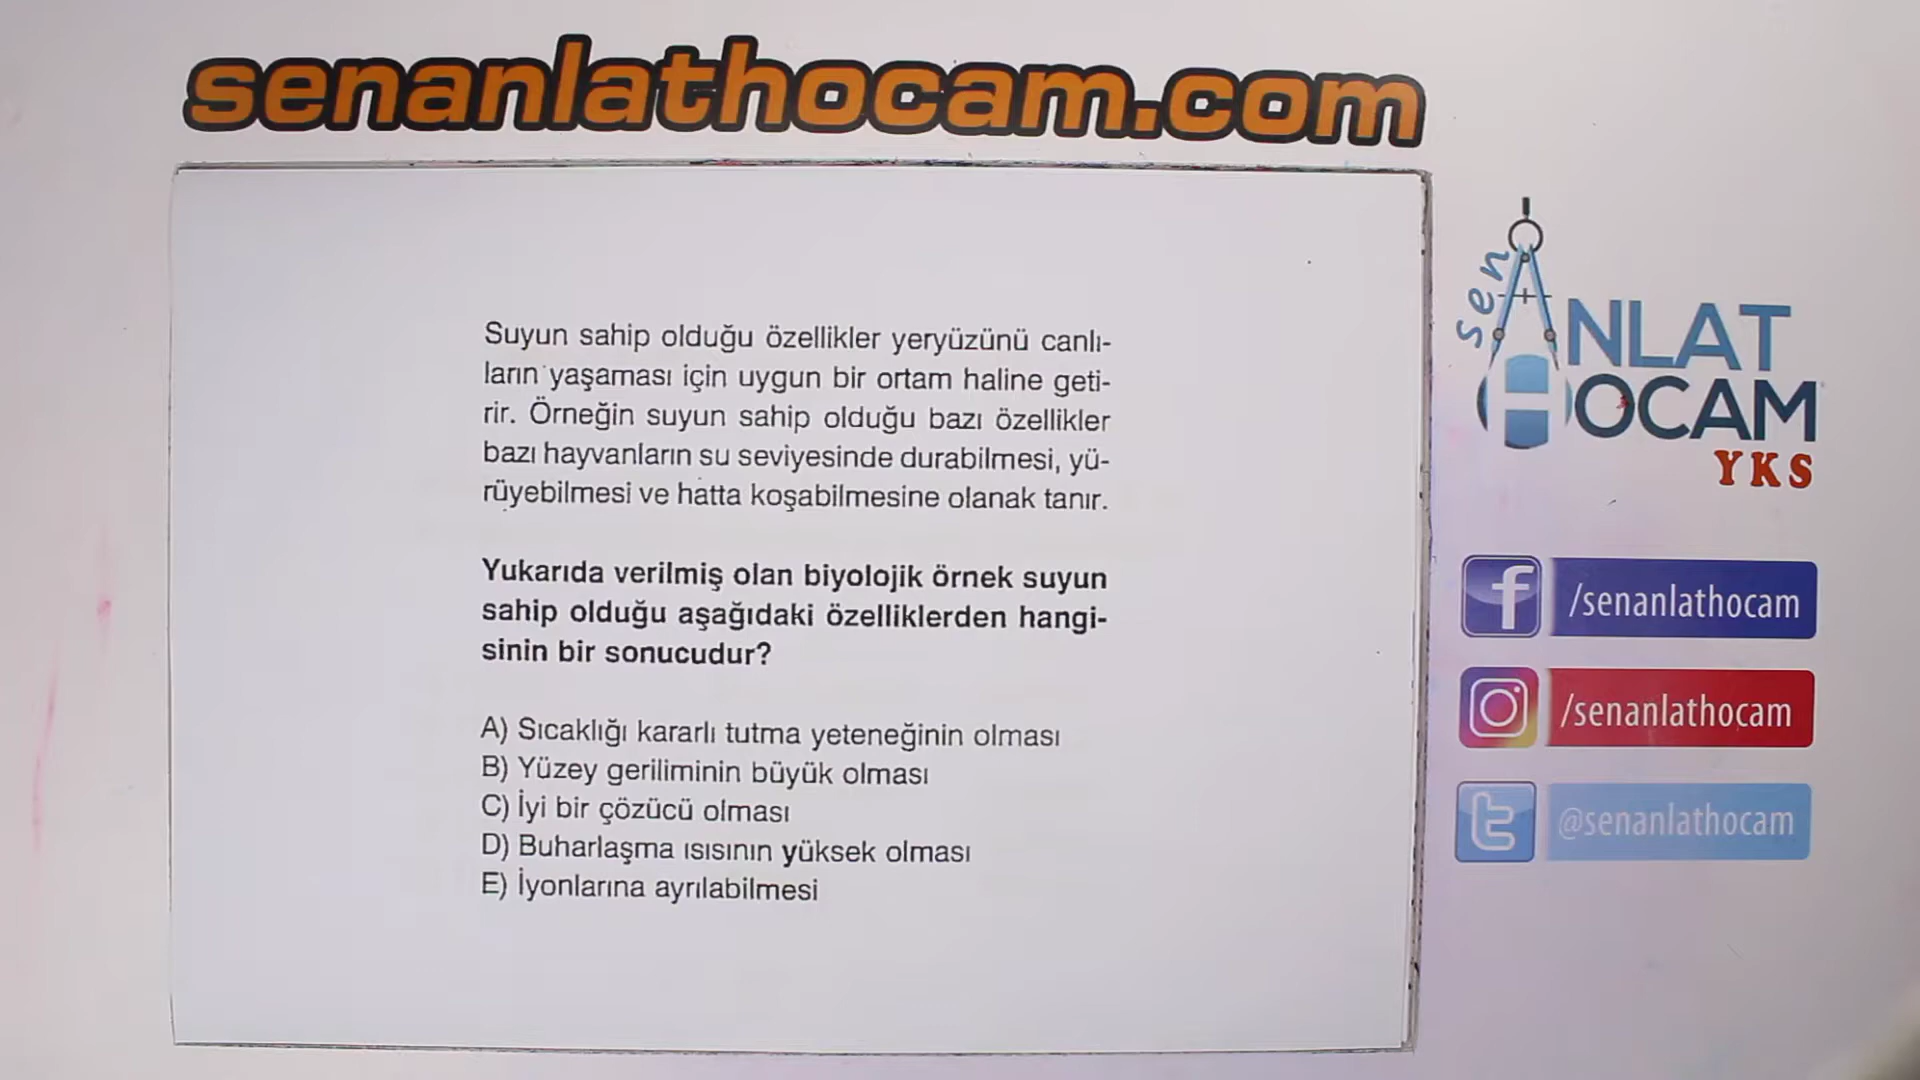 senanlathocam.com
Suyun sahip olduğu özellikler yeryüzünü canlı-
ların yaşaması için uygun bir ortam haline geti-
rir. Örneğin suyun sahip olduğu bazı özellikler
bazı hayvanların su seviyesinde durabilmesi, yü-
rüyebilmesi ve hatta koşabilmesine olanak tanır.
Yukarıda verilmiş olan biyolojik örnek suyun
sahip olduğu aşağıdaki özelliklerden hangi-
sinin bir sonucudur?
A) Sıcaklığı kararlı tutma yeteneğinin olması
B) Yüzey geriliminin büyük olması
C) İyi bir çözücü olması
D) Buharlaşma ısısının yüksek olması
E) İyonlarına ayrılabilmesi
sen
ANLAT
HOCAM
YKS
f /senanlathocam
/senanlathocam
t @senanlathocam